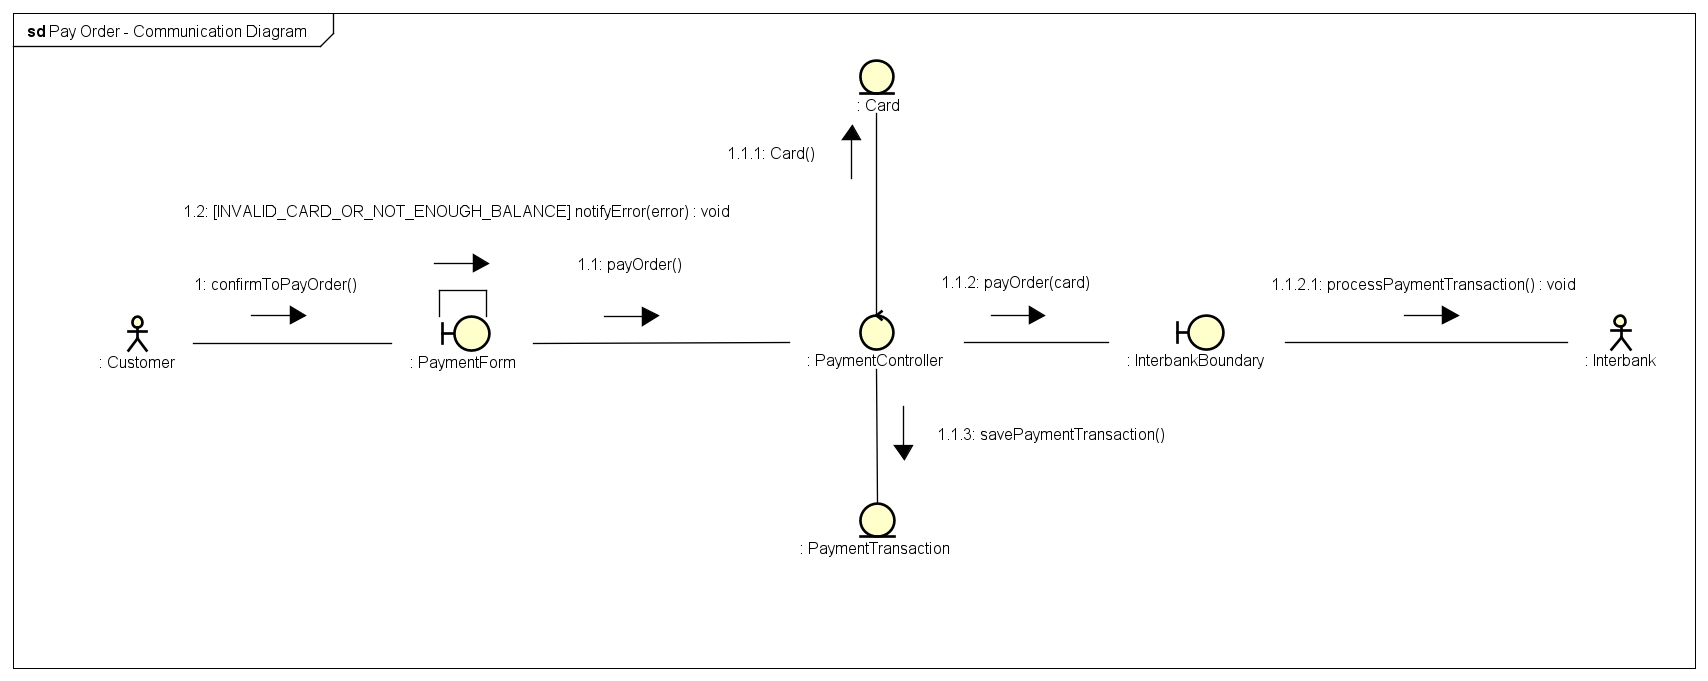 sd Pay Order - Communication Diagram
: Card
1.1.1: Card()
1.2: [INVALID_CARD_OR_NOT_ENOUGH_BALANCE] notifyError(error) : void
1.1: payOrder()
1: confirmToPayOrder()
1.1.2: payOrder(card)
1.1.2.1: processPaymentTransaction() : void
: Customer
: PaymentForm
: PaymentController
: InterbankBoundary
: Interbank
1.1.3: savePaymentTransaction()
: PaymentTransaction